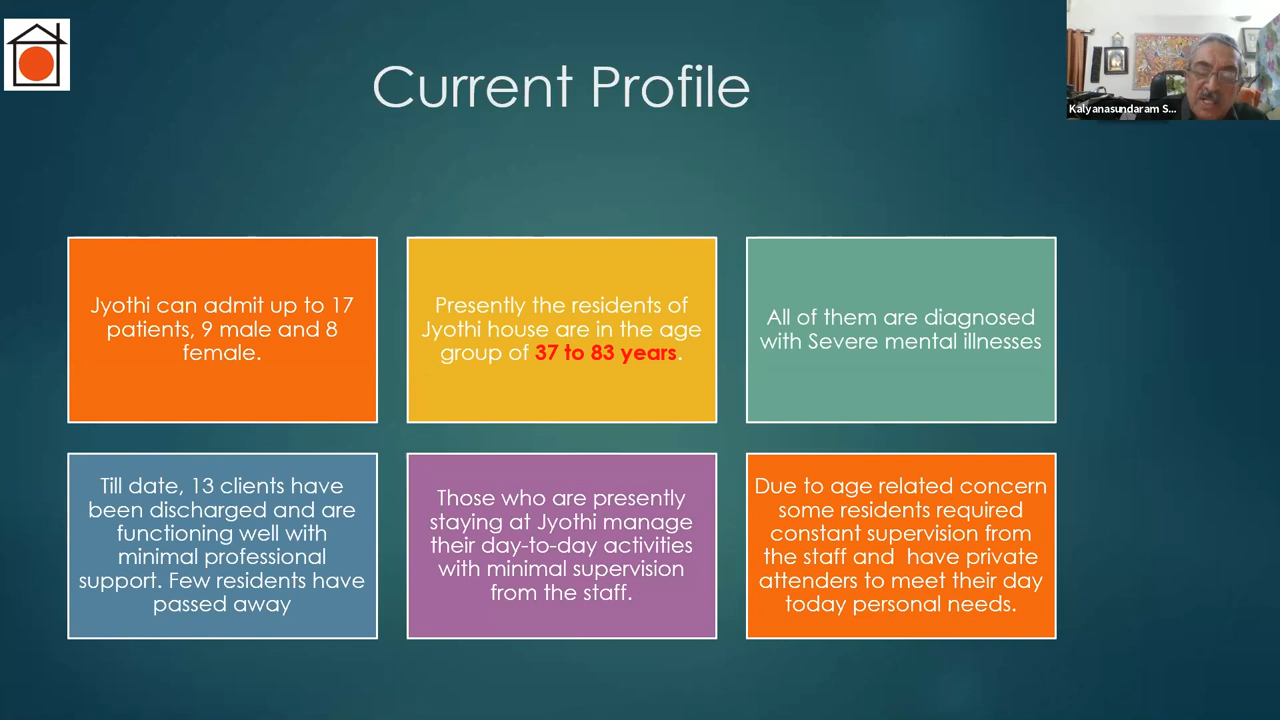 Current Profile
Kalyanasundaram S...
Jyothi can admit up to 17
patients, 9 male and 8
female.
Presently the residents of
Jyothi house are in the age
group of 37 to 83 years.
All of them are diagnosed
with Severe mental illnesses
Till date, 13 clients have
been discharged and are
functioning well with
minimal professional
support. Few residents have
passed away
Those who are presently
staying at Jyothi manage
their day-to-day activities
with minimal supervision
from the staff.
Due to age related concern
some residents required
constant supervision from
the staff and  have private
attenders to meet their day
today personal needs.